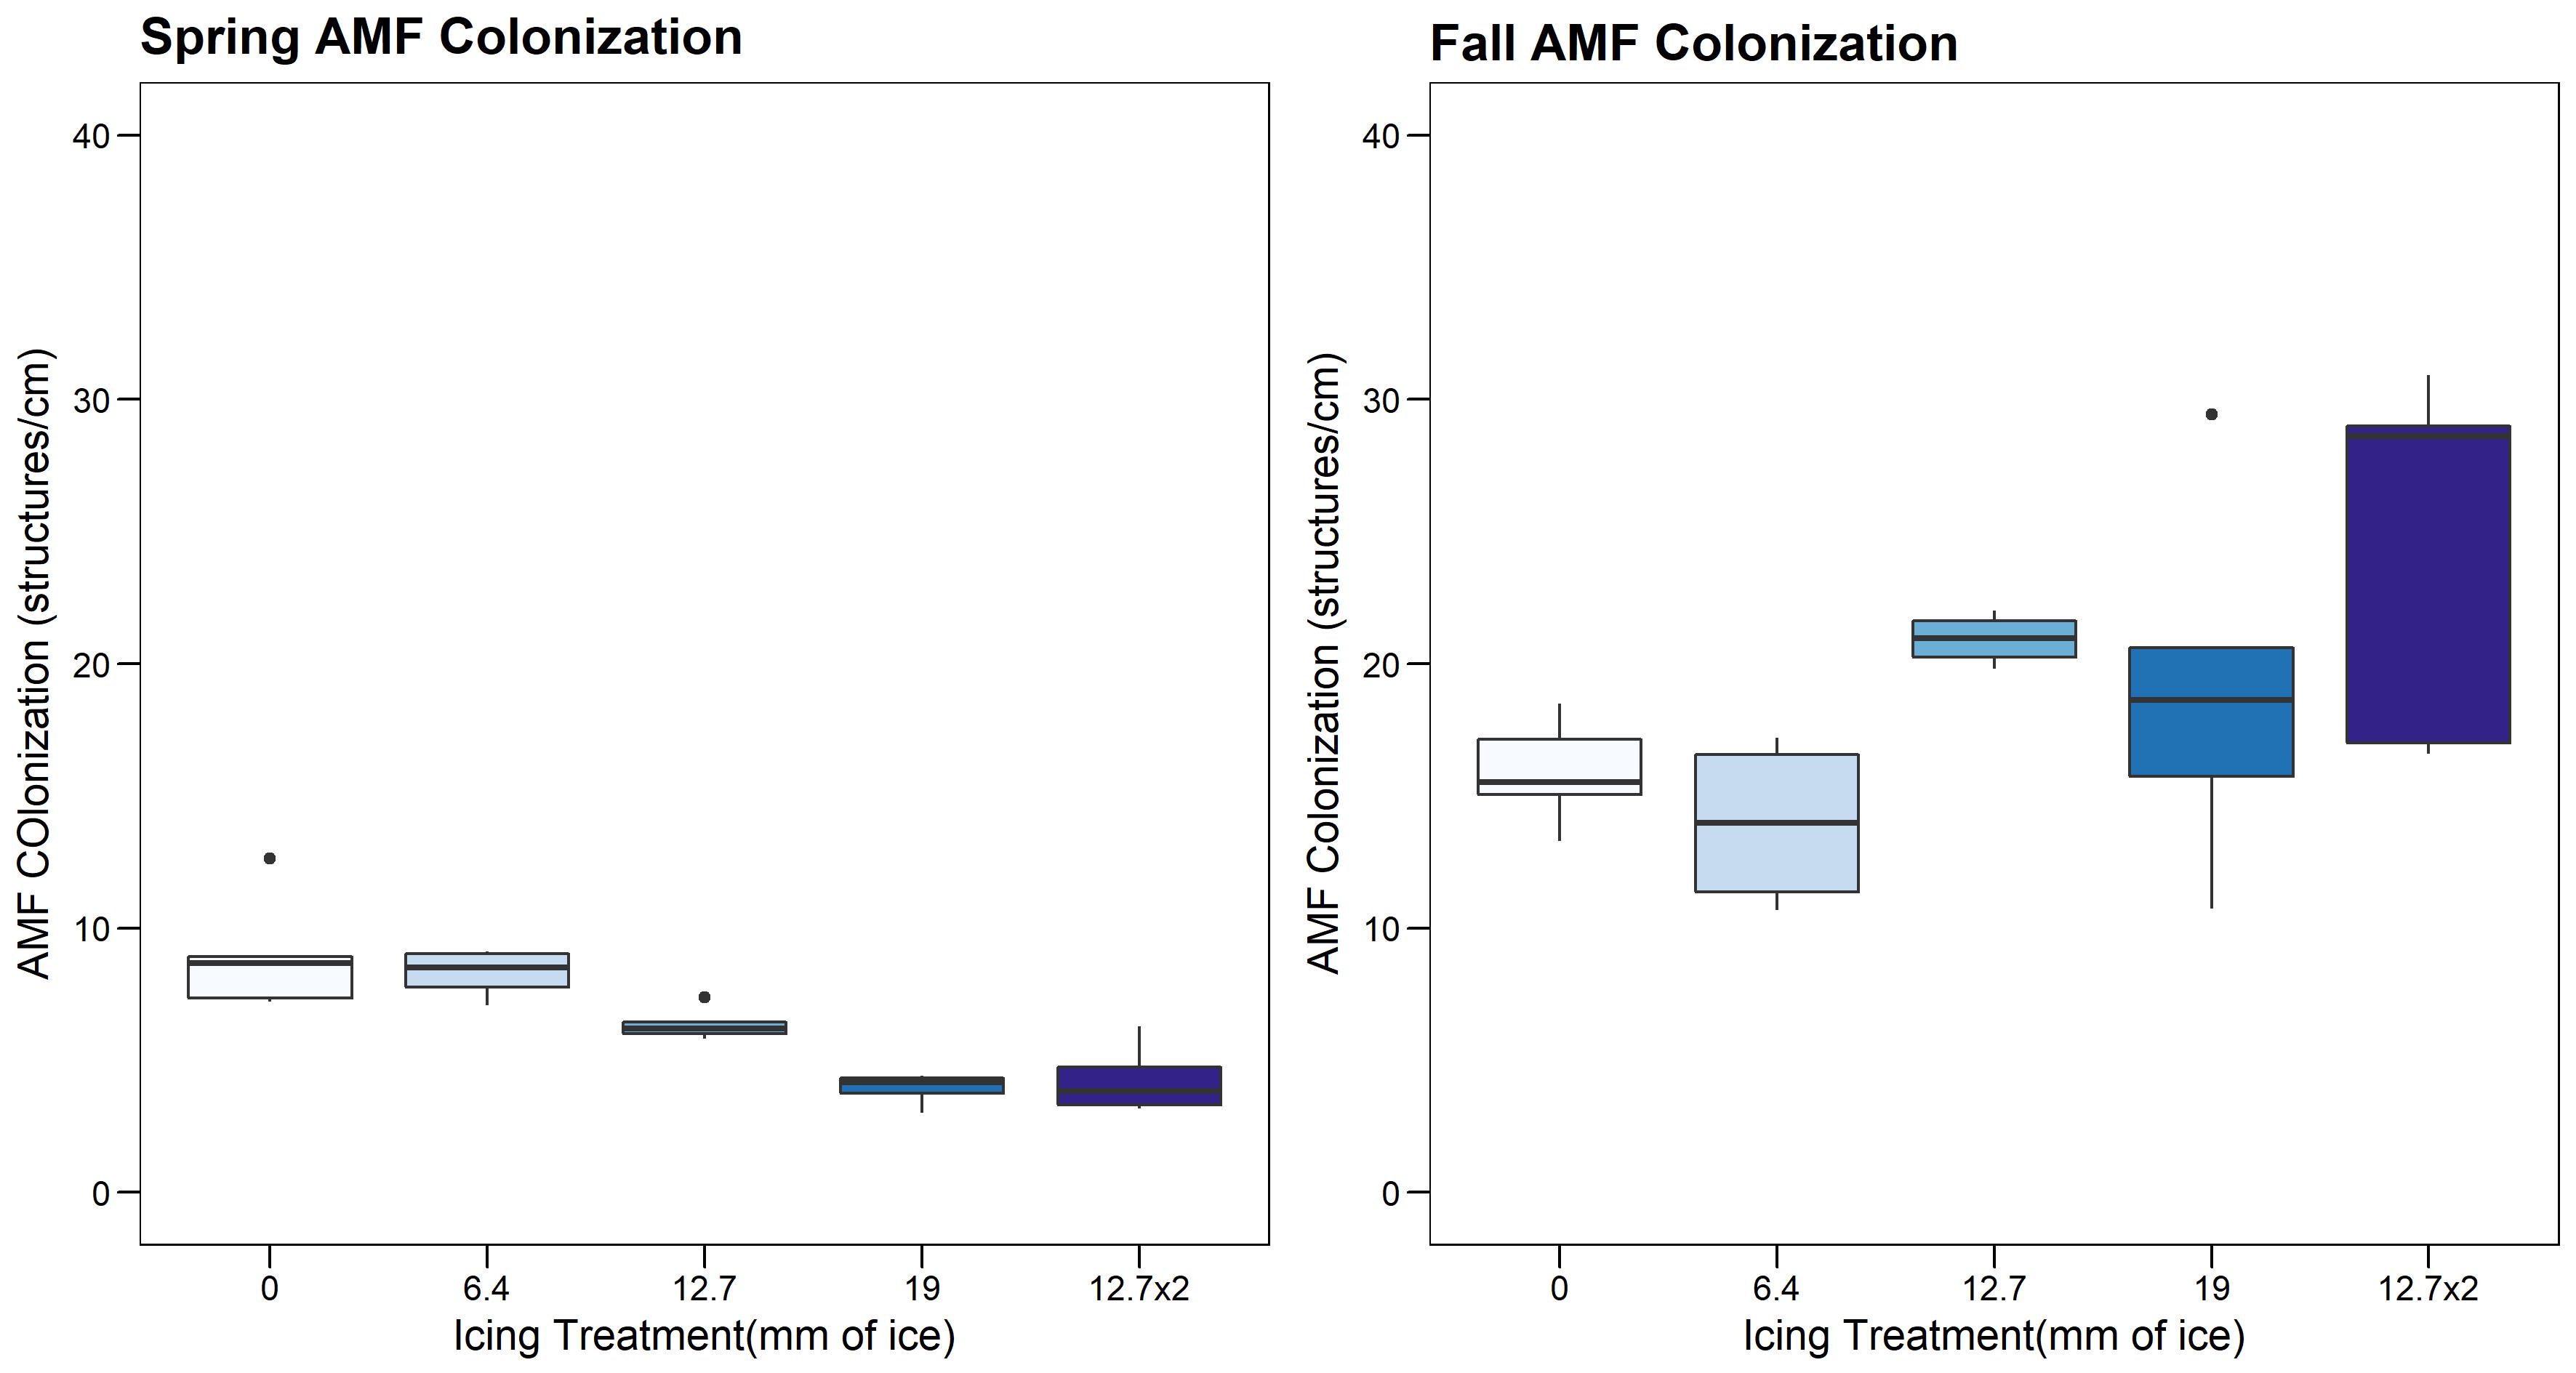 Spring AMF Colonization
AMF COlonization (structures/cm)
40
30
20
10
0
0 6.4 12.7 19 12.7x2
Icing Treatment(mm of ice)
Fall AMF Colonization
AMF Colonization (structures/cm)
40
30
20
10
0
0 6.4 12.7 19 12.7x2
Icing Treatment(mm of ice)